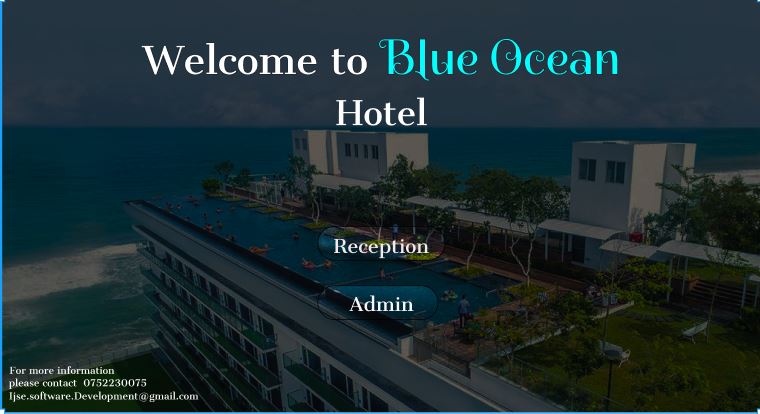 Welcome to Blue Ocean
Hotel
Reception
Admin
For more information
please contact 0752230075
Ijse.software.Development@gmail.com